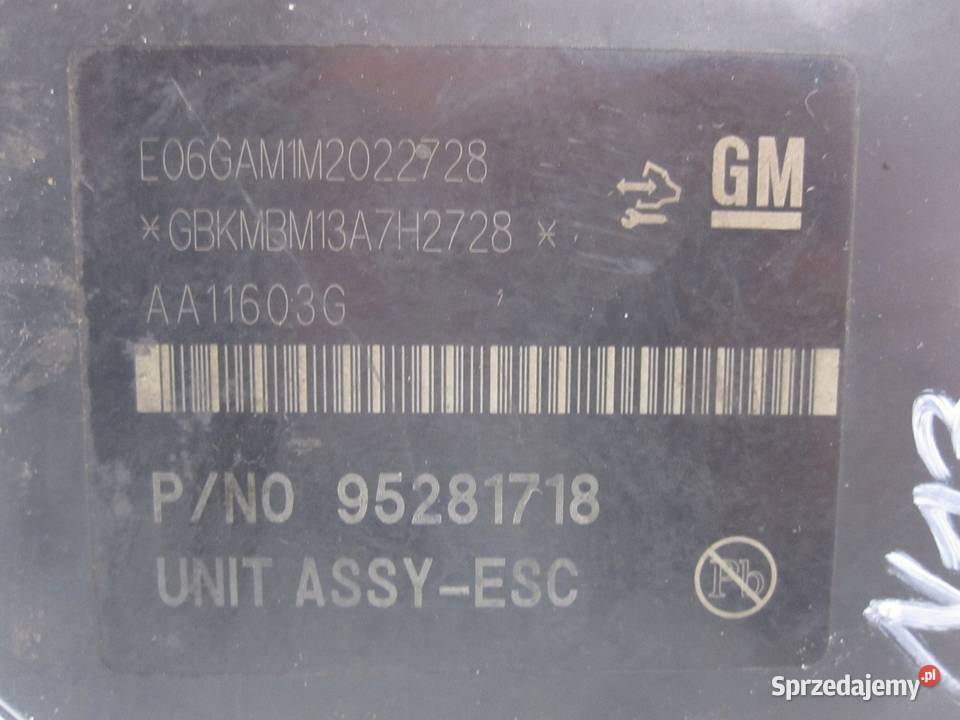 E06GAM1M2022728
*GBKMBM13A7H2728 *
GM
AA11603G
P/NO 95281718
UNIT ASSY-ESC
Pb
Sprzedajemy.pl